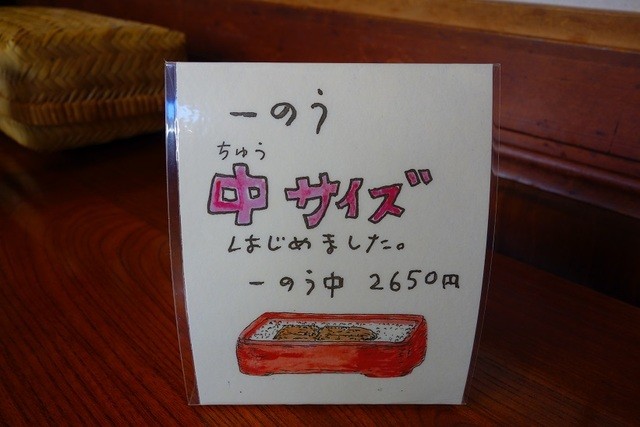 一のう
ちゅう
中サイズ
はじめました。
一のう中 2650円